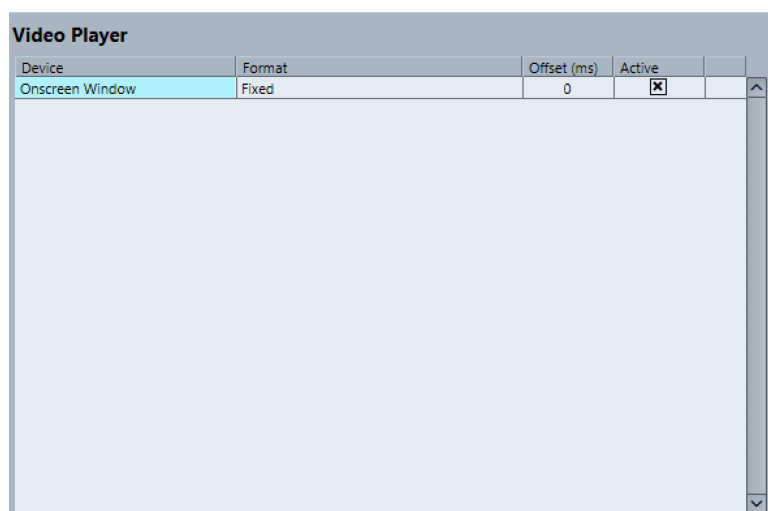 Video Player
Device Format Offset (ms) Active
Onscreen Window Fixed 0